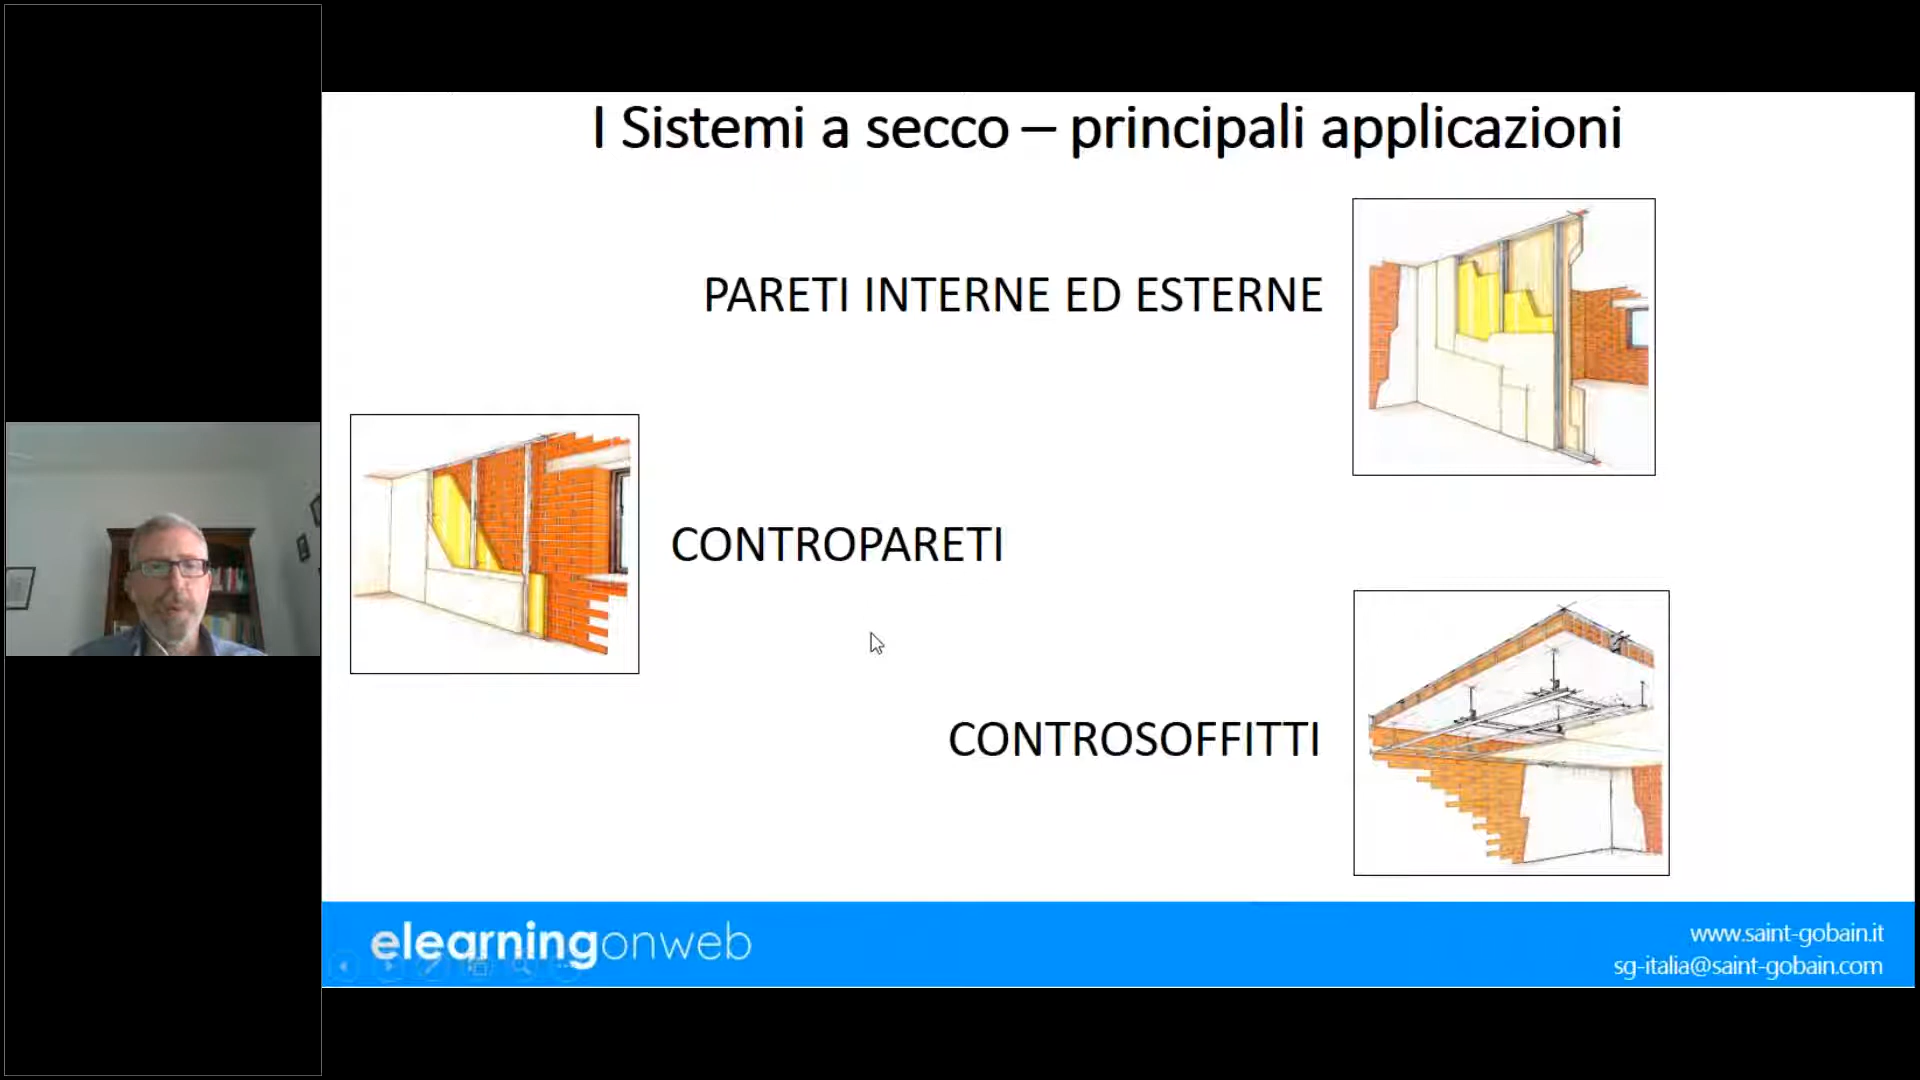 I Sistemi a secco – principali applicazioni
PARETI INTERNE ED ESTERNE
CONTROPARETI
CONTROSOFFITTI
elearningonweb
www.saint-gobain.it
sg-italia@saint-gobain.com